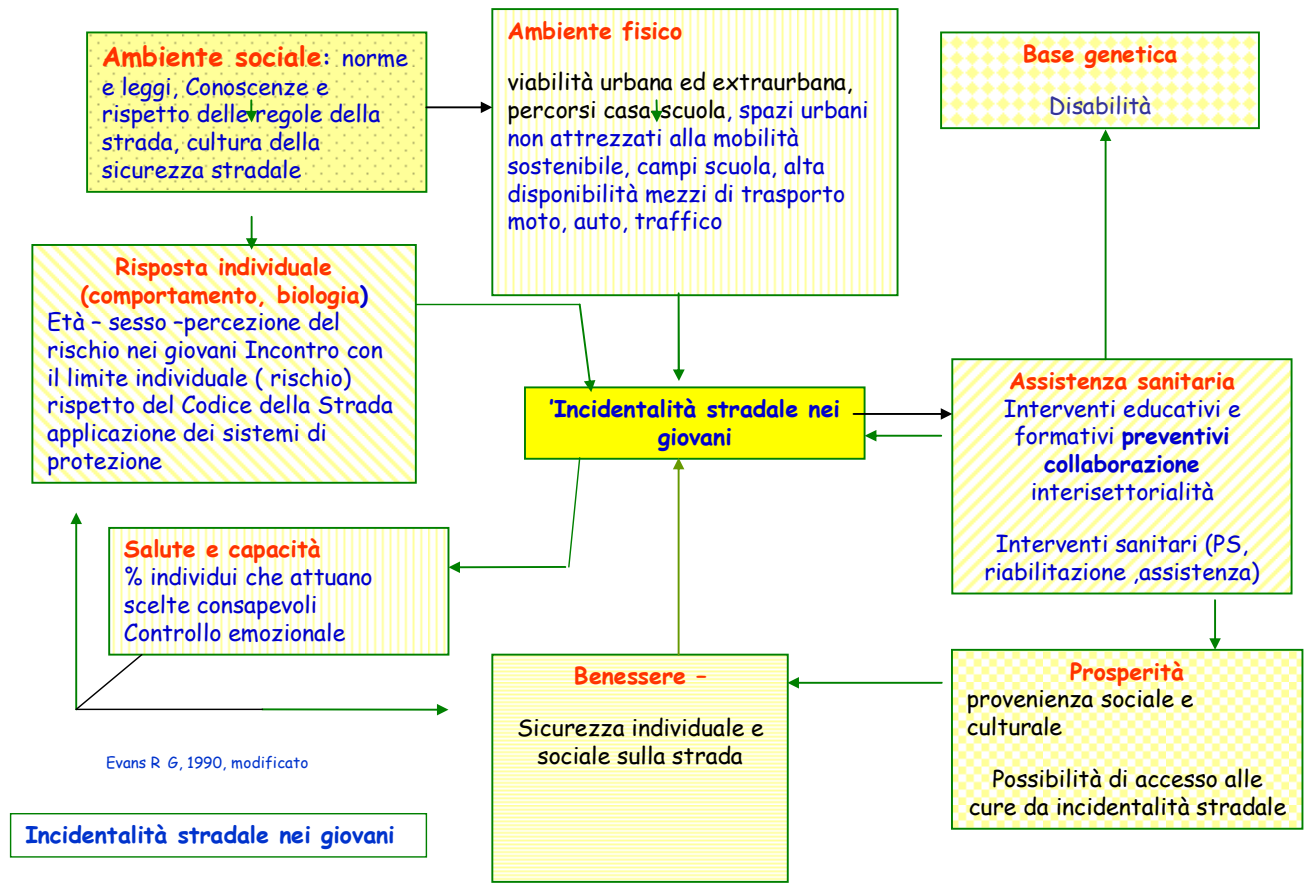 Ambiente sociale: norme
e leggi, Conoscenze e
rispetto delle regole della
strada, cultura della
sicurezza stradale
Ambiente fisico
viabilità urbana ed extraurbana,
percorsi casa scuola, spazi urbani
non attrezzati alla mobilità
sostenibile, campi scuola, alta
disponibilità mezzi di trasporto
moto, auto, traffico
Base genetica
Disabilità
Risposta individuale
(comportamento, biologia)
Età – sesso –percezione del
rischio nei giovani Incontro con
il limite individuale ( rischio)
rispetto del Codice della Strada
applicazione dei sistemi di
protezione
'Incidentalità stradale nei
giovani
Assistenza sanitaria
Interventi educativi e
formativi preventivi
collaborazione
interisettorialità
Interventi sanitari (PS,
riabilitazione ,assistenza)
Salute e capacità
% individui che attuano
scelte consapevoli
Controllo emozionale
Benessere –
Sicurezza individuale e
sociale sulla strada
Prosperità
provenienza sociale e
culturale
Possibilità di accesso alle
cure da incidentalità stradale
Evans R G, 1990, modificato
Incidentalità stradale nei giovani